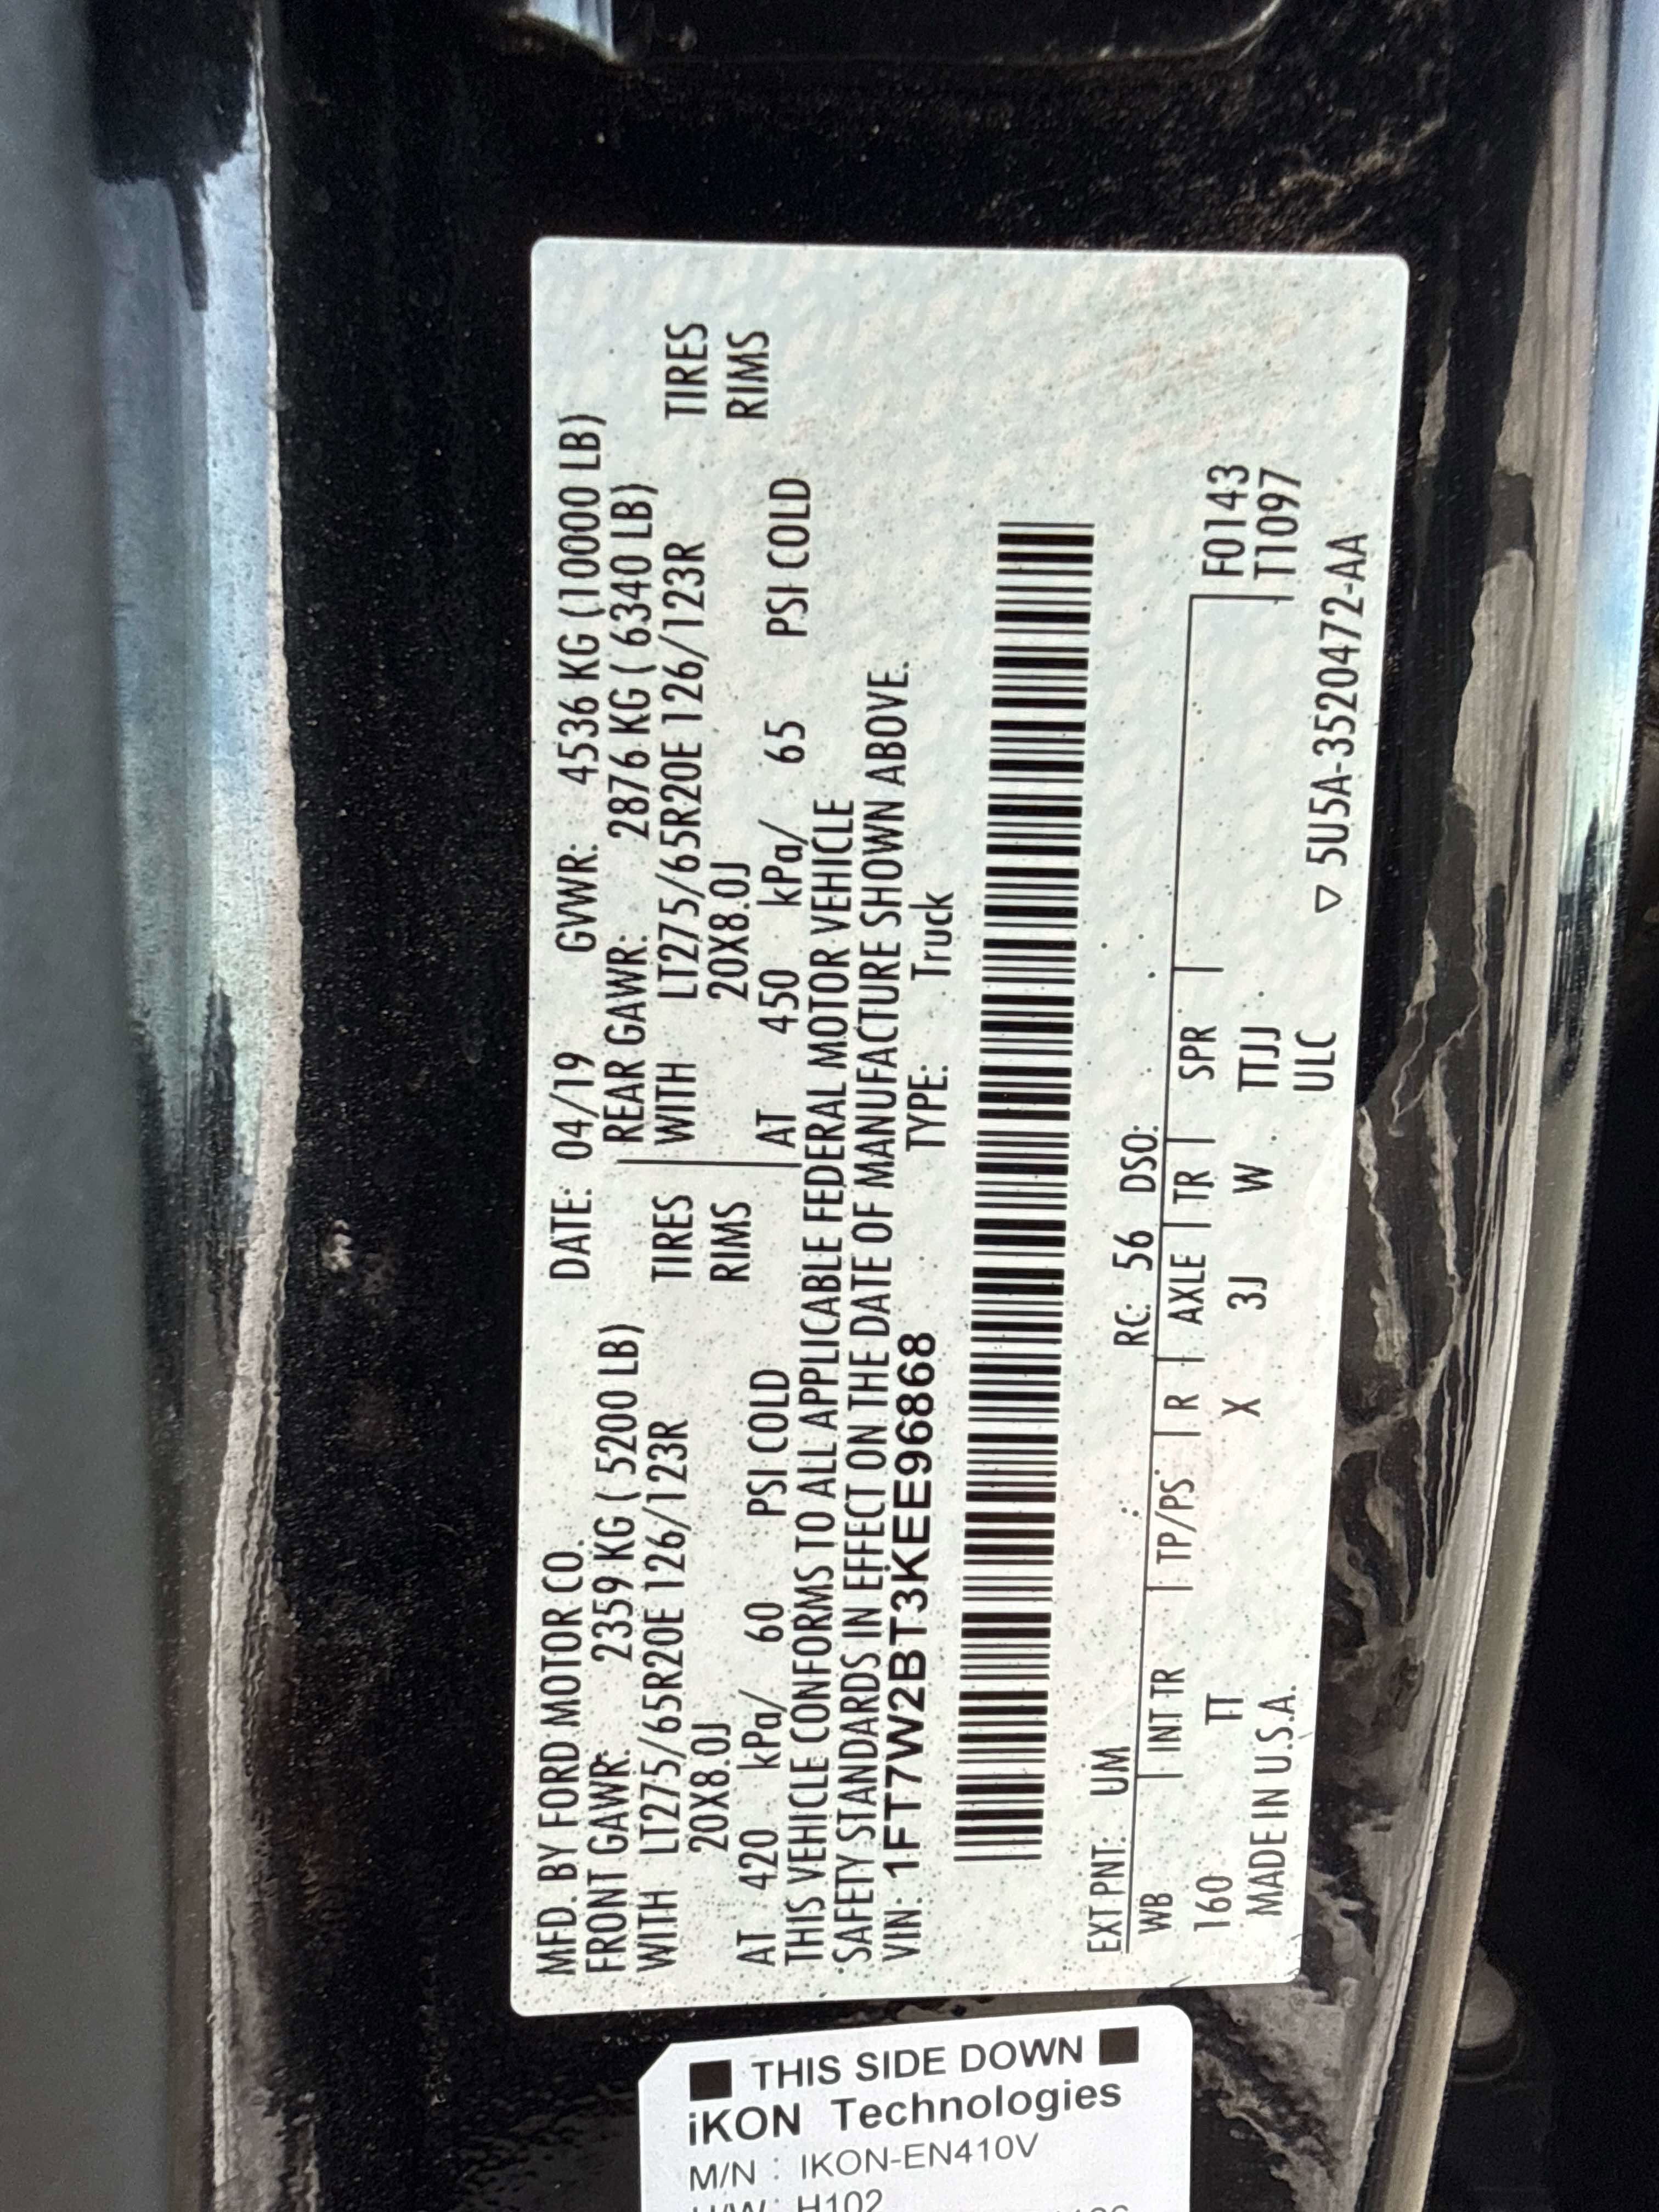 MFD. BY FORD MOTOR CO.
DATE: 04/19 GVWR: 4536 KG (10000 LB)
FRONT GAWR: 2359 KG ( 5200 LB)
REAR GAWR: 2876 KG ( 6340 LB)
WITH LT275/65R20E 126/123R TIRES
WITH LT275/65R20E 126/123R TIRES
20X8.0J RIMS
20X8.0J RIMS
AT 420 kPa/ 60 PSI COLD
AT 450 kPa/ 65 PSI COLD
THIS VEHICLE CONFORMS TO ALL APPLICABLE FEDERAL MOTOR VEHICLE
SAFETY STANDARDS IN EFFECT ON THE DATE OF MANUFACTURE SHOWN ABOVE.
VIN: 1FT7W2BT3KEE96868 TYPE: Truck
EXT PNT: UM RC: 56 DSO:
WB INT TR TP/PS R AXLE TR SPR F0143
160 TT X 3J W TTJJ T1097
MADE IN U.S.A. ULC ▽ 5U5A-3520472-AA
THIS SIDE DOWN
iKON Technologies
M/N : IKON-EN410V
H/W : H102